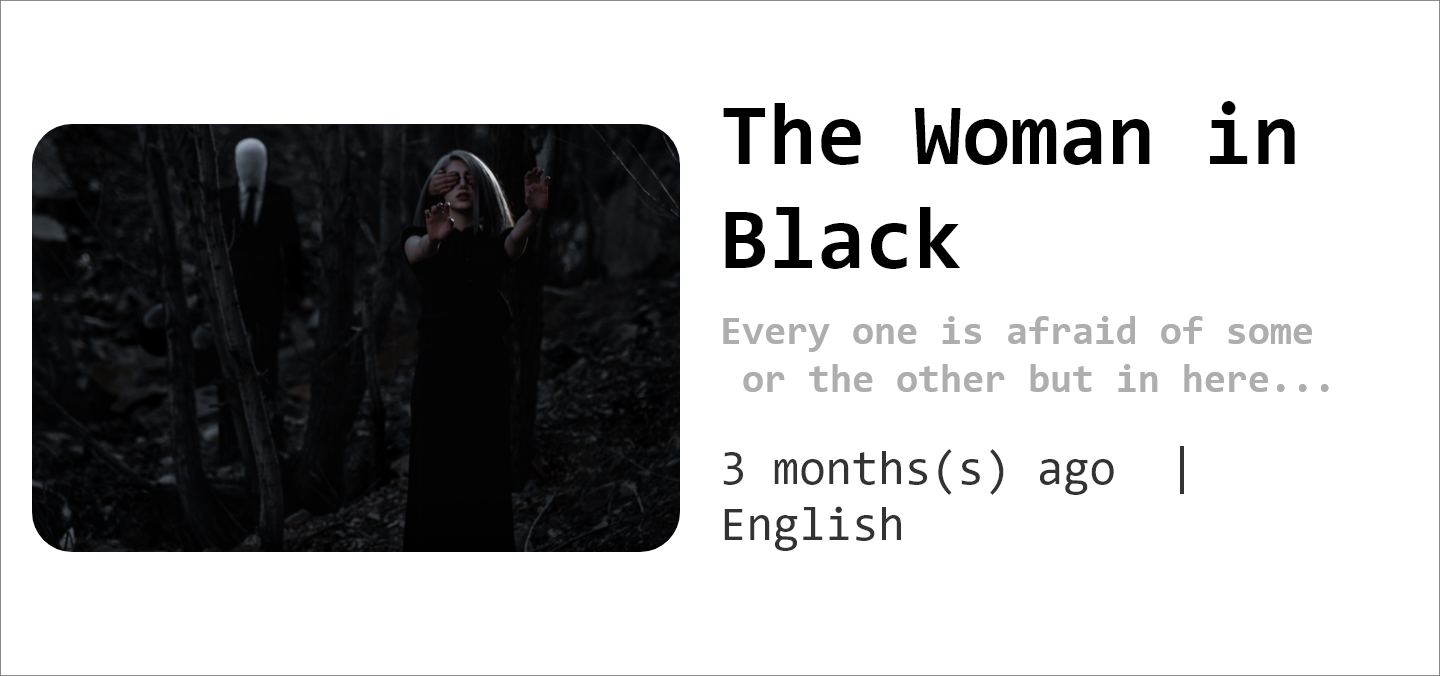 The Woman in
Black
Every one is afraid of some
or the other but in here...
3 months(s) ago |
English